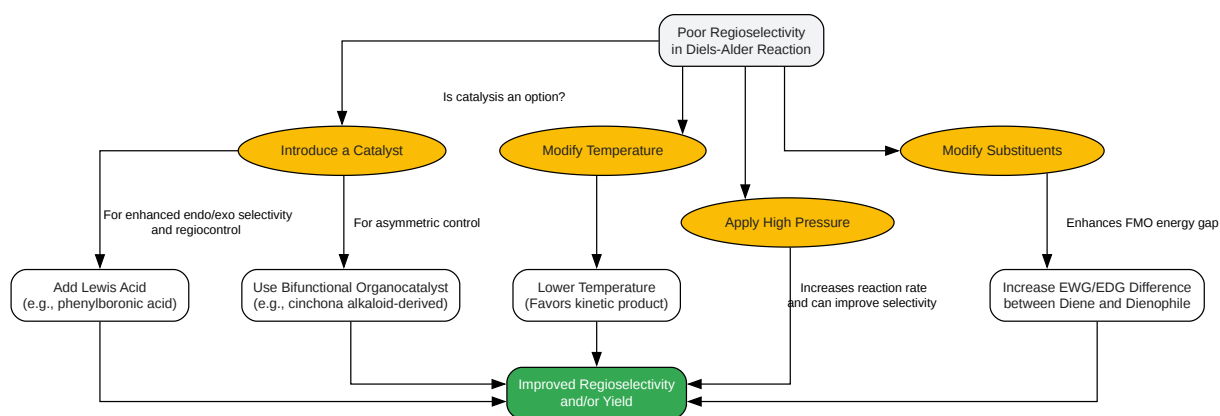 Poor Regioselectivity
in Diels-Alder Reaction
Is catalysis an option?
Introduce a Catalyst
Modify Temperature
Modify Substituents
For enhanced endo/exo selectivity
and regiocontrol
For asymmetric control
Apply High Pressure
Enhances FMO energy gap
Add Lewis Acid
(e.g., phenylboronic acid)
Use Bifunctional Organocatalyst
(e.g., cinchona alkaloid-derived)
Lower Temperature
(Favors kinetic product)
Increases reaction rate
and can improve selectivity
Increase EWG/EDG Difference
between Diene and Dienophile
Improved Regioselectivity
and/or Yield